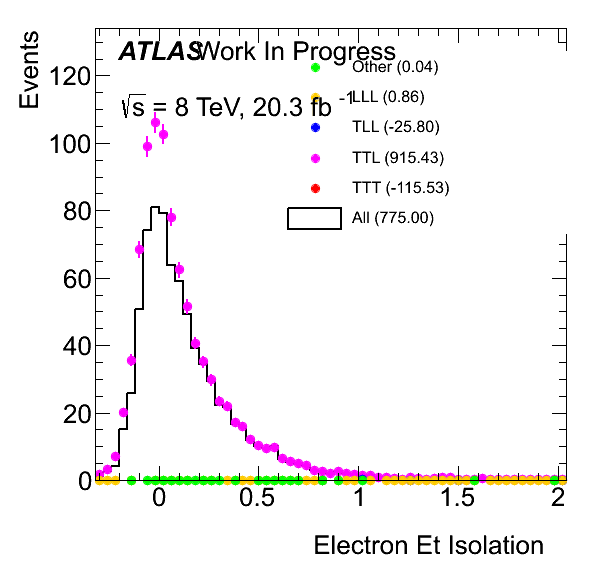 ATLAS Work In Progress
√s = 8 TeV, 20.3 fb -1
Other (0.04)
LLL (0.86)
TLL (-25.80)
TTL (915.43)
TTT (-115.53)
All (775.00)
Events
120
100
80
60
40
20
0
0 0.5 1 1.5 2
Electron Et Isolation